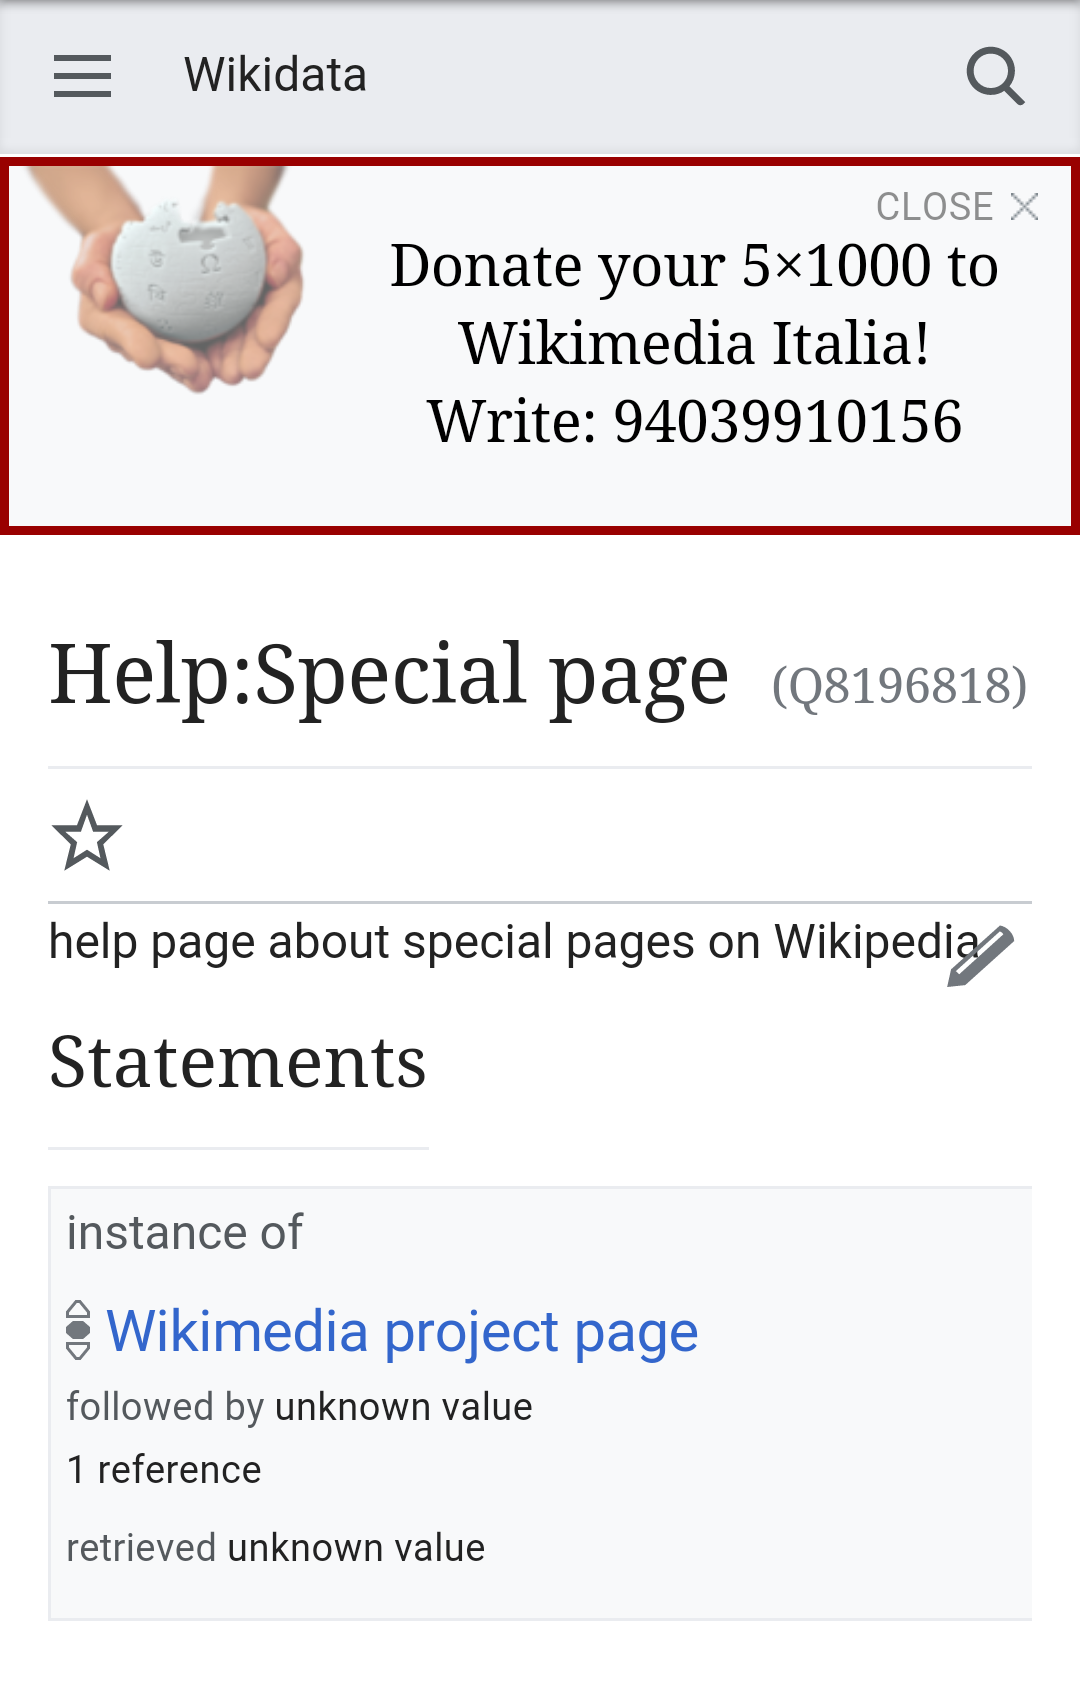 Wikidata
CLOSE
Donate your 5×1000 to
Wikimedia Italia!
Write: 94039910156
Help:Special page (Q8196818)
help page about special pages on Wikipedia
Statements
instance of
Wikimedia project page
followed by unknown value
1 reference
retrieved unknown value